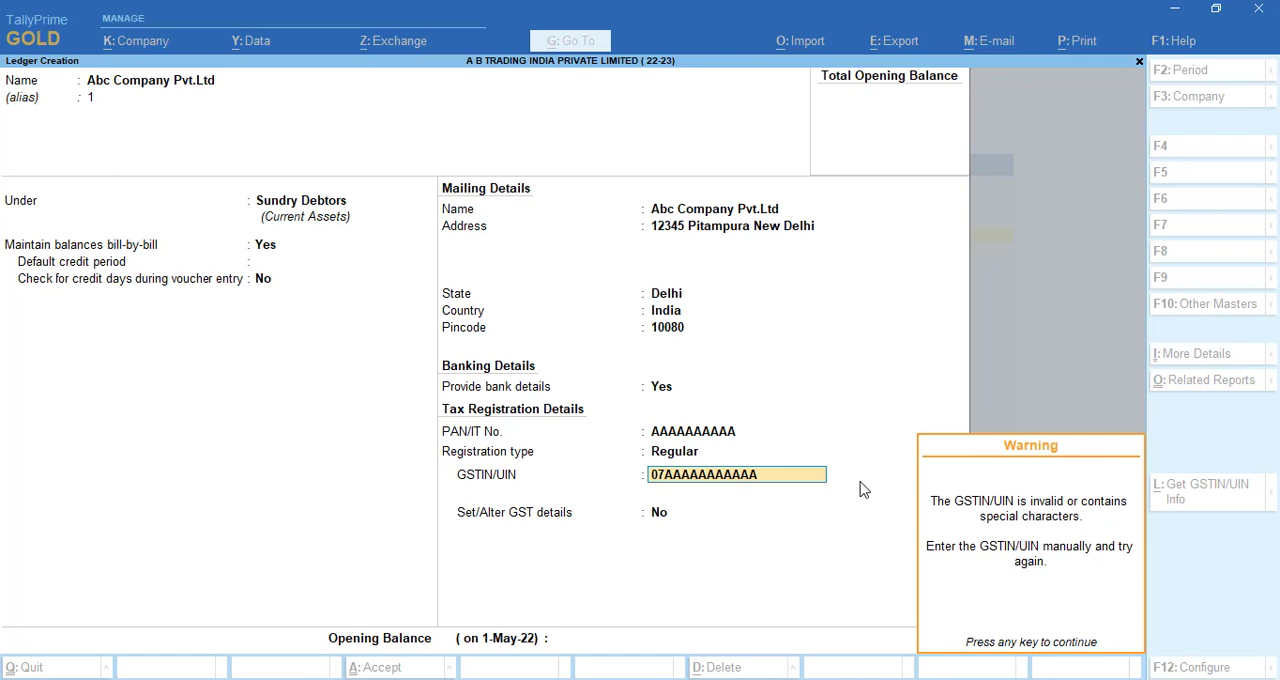 TallyPrime
GOLD
MANAGE
K: Company
Y: Data
Z: Exchange
G: Go To
O: Import
E: Export
M: E-mail
P: Print
F1: Help
Ledger Creation
A B TRADING INDIA PRIVATE LIMITED ( 22-23)
Name : Abc Company Pvt.Ltd
(alias) : 1
Total Opening Balance
Under : Sundry Debtors
(Current Assets)
Maintain balances bill-by-bill : Yes
Default credit period :
Check for credit days during voucher entry : No
Mailing Details
Name : Abc Company Pvt.Ltd
Address : 12345 Pitampura New Delhi
State : Delhi
Country : India
Pincode : 10080
Banking Details
Provide bank details : Yes
Tax Registration Details
PAN/IT No. : AAAAAAAAAA
Registration type : Regular
GSTIN/UIN : 07AAAAAAAAAAA
Set/Alter GST details : No
Opening Balance ( on 1-May-22) :
Warning
The GSTIN/UIN is invalid or contains
special characters.
Enter the GSTIN/UIN manually and try
again.
Press any key to continue
F2: Period
F3: Company
F4
F5
F6
F7
F8
F9
F10: Other Masters
I: More Details
O: Related Reports
L: Get GSTIN/UIN
Info
Q: Quit
A: Accept
D: Delete
F12: Configure